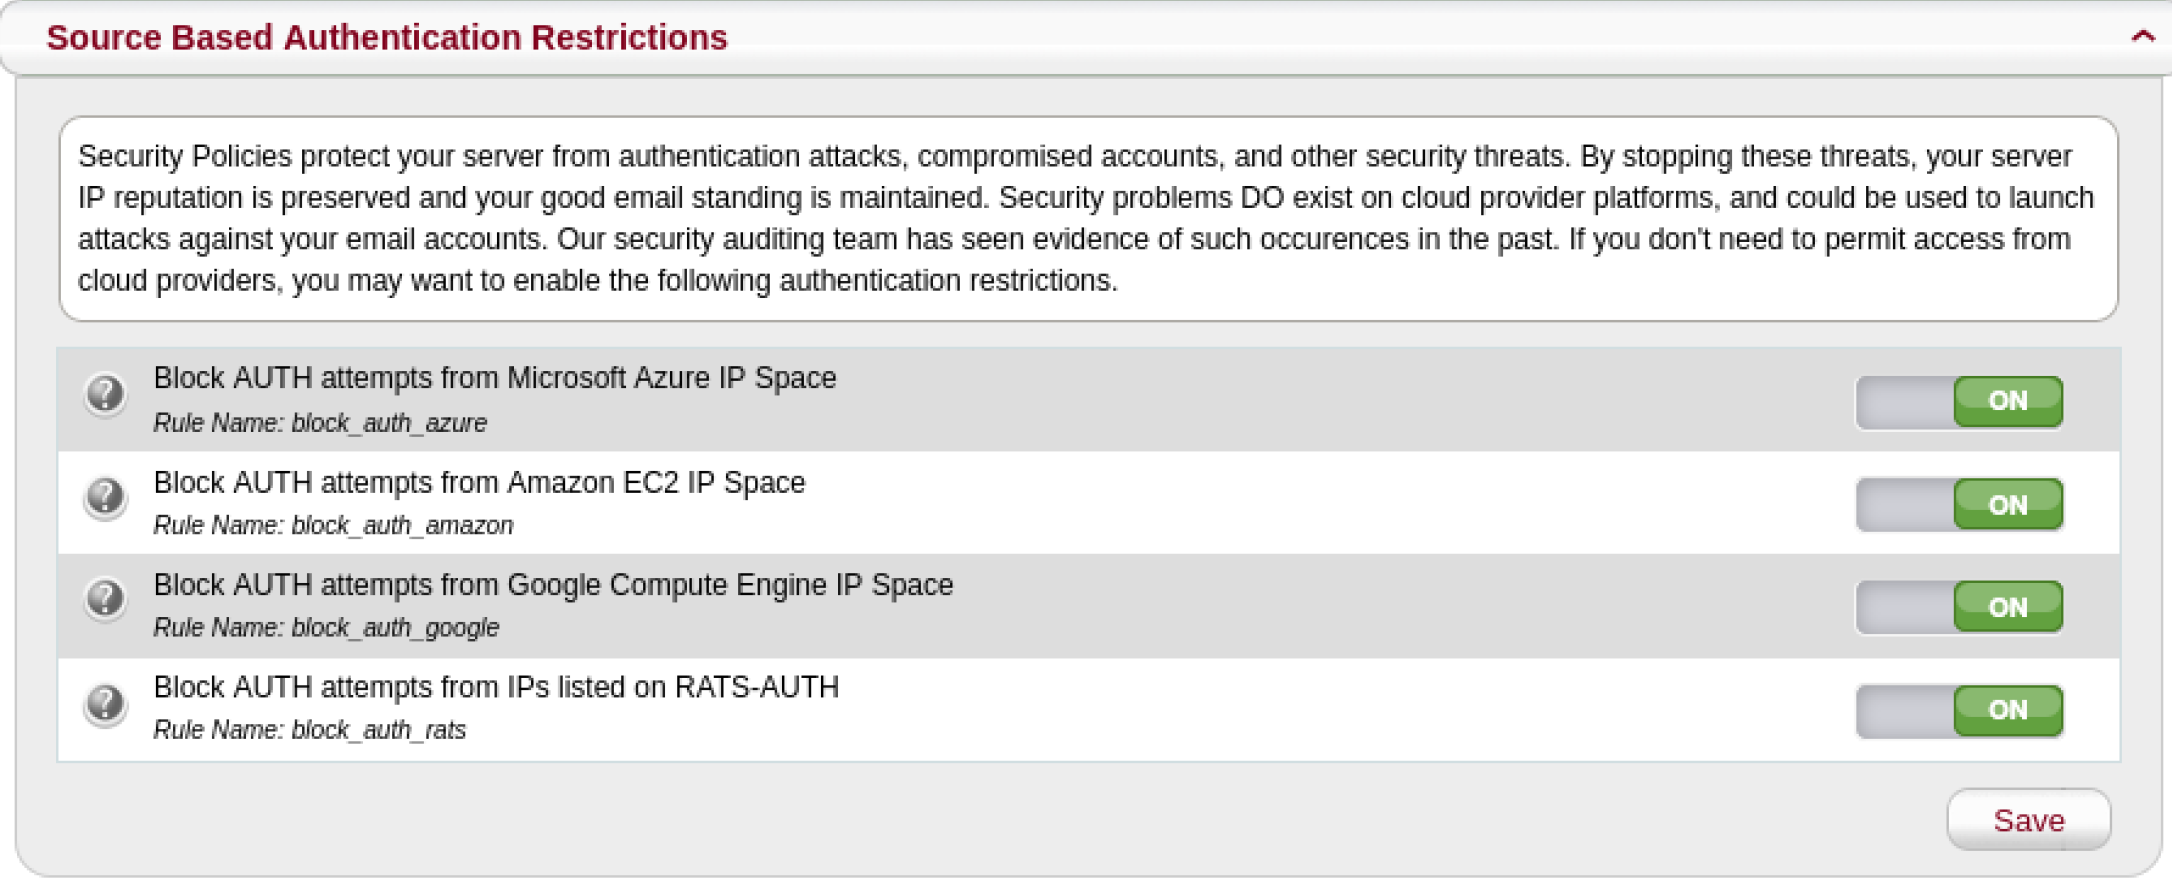 Source Based Authentication Restrictions
Security Policies protect your server from authentication attacks, compromised accounts, and other security threats. By stopping these threats, your server
IP reputation is preserved and your good email standing is maintained. Security problems DO exist on cloud provider platforms, and could be used to launch
attacks against your email accounts. Our security auditing team has seen evidence of such occurences in the past. If you don't need to permit access from
cloud providers, you may want to enable the following authentication restrictions.
? Block AUTH attempts from Microsoft Azure IP Space ON
Rule Name: block_auth_azure
? Block AUTH attempts from Amazon EC2 IP Space ON
Rule Name: block_auth_amazon
? Block AUTH attempts from Google Compute Engine IP Space ON
Rule Name: block_auth_google
? Block AUTH attempts from IPs listed on RATS-AUTH ON
Rule Name: block_auth_rats
Save